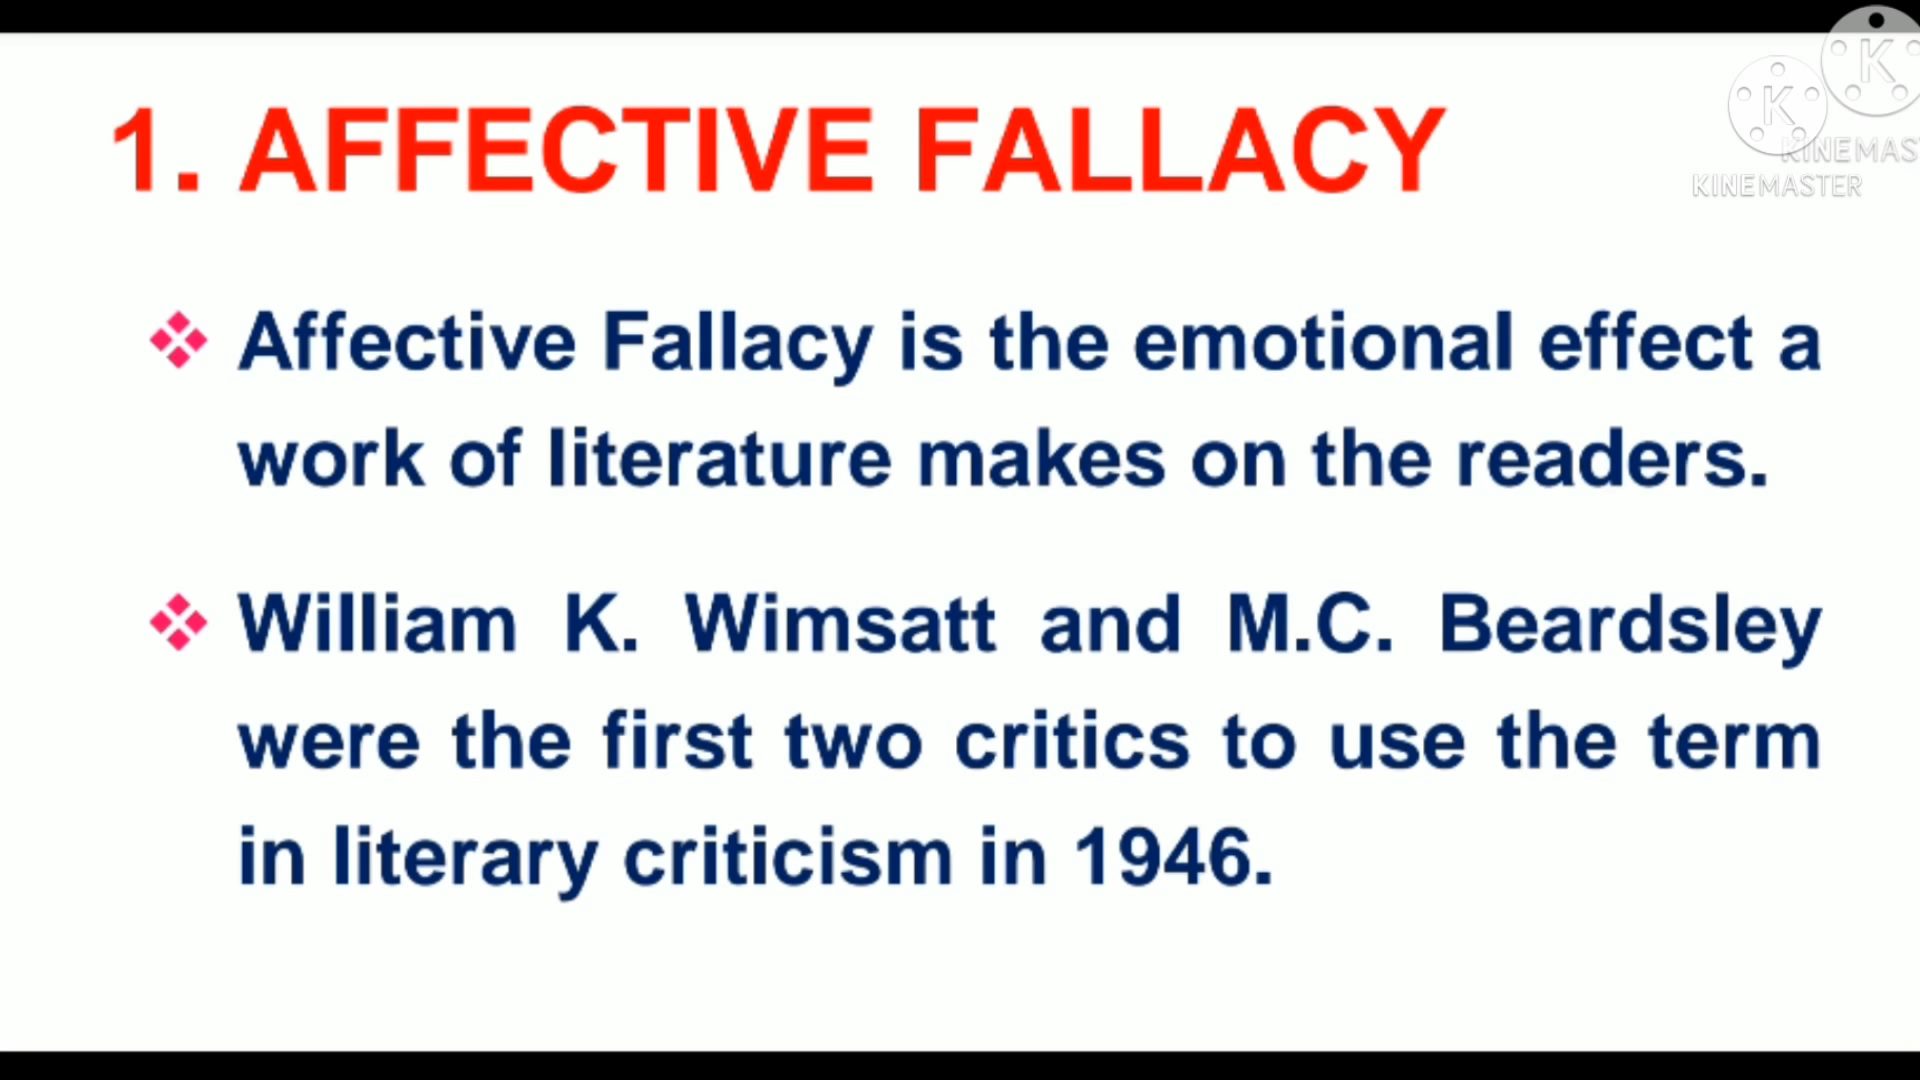 1. AFFECTIVE FALLACY
Affective Fallacy is the emotional effect a
work of literature makes on the readers.
William K. Wimsatt and M.C. Beardsley
were the first two critics to use the term
in literary criticism in 1946.
K
KINEMAS
K
KINEMASTER